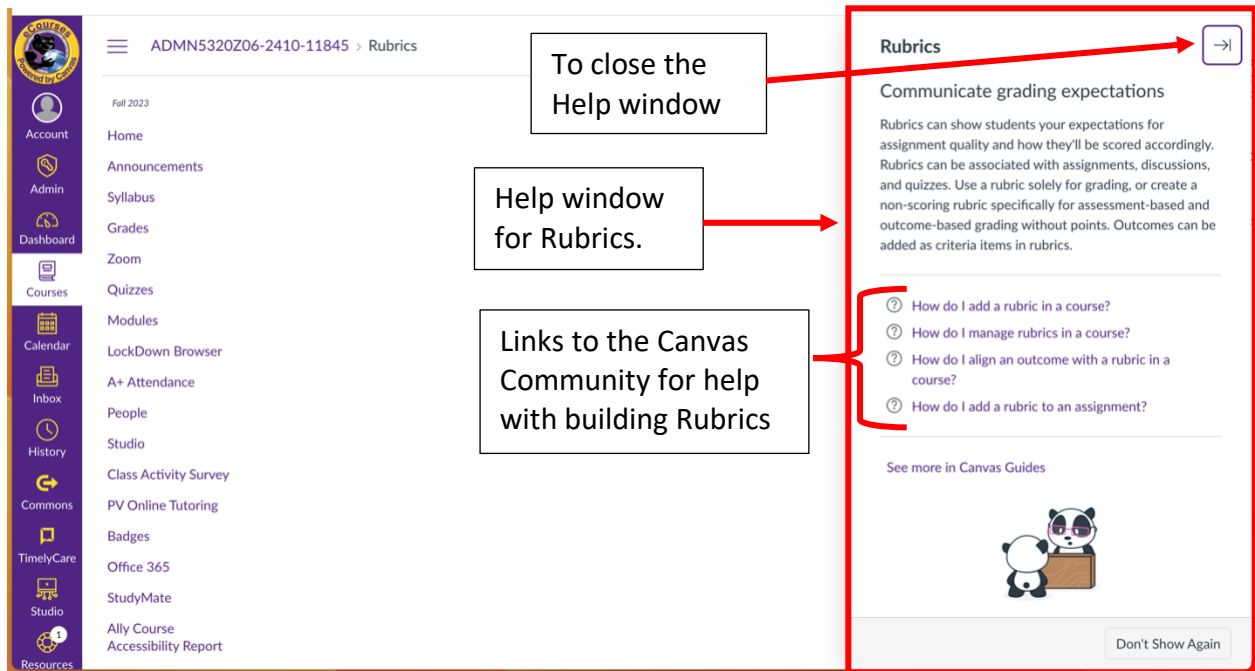 eCourses
Powered by Canvas
Account
Admin
Dashboard
Courses
Calendar
Inbox
History
Commons
TimelyCare
Studio
1
Resources
ADMN5320Z06-2410-11845 > Rubrics
Fall 2023
Home
Announcements
Syllabus
Grades
Zoom
Quizzes
Modules
LockDown Browser
A+ Attendance
People
Studio
Class Activity Survey
PV Online Tutoring
Badges
Office 365
StudyMate
Ally Course
Accessibility Report
To close the
Help window
Help window
for Rubrics.
Links to the Canvas
Community for help
with building Rubrics
Rubrics
Communicate grading expectations
Rubrics can show students your expectations for
assignment quality and how they'll be scored accordingly.
Rubrics can be associated with assignments, discussions,
and quizzes. Use a rubric solely for grading, or create a
non-scoring rubric specifically for assessment-based and
outcome-based grading without points. Outcomes can be
added as criteria items in rubrics.
? How do I add a rubric in a course?
? How do I manage rubrics in a course?
? How do I align an outcome with a rubric in a
course?
? How do I add a rubric to an assignment?
See more in Canvas Guides
Don't Show Again